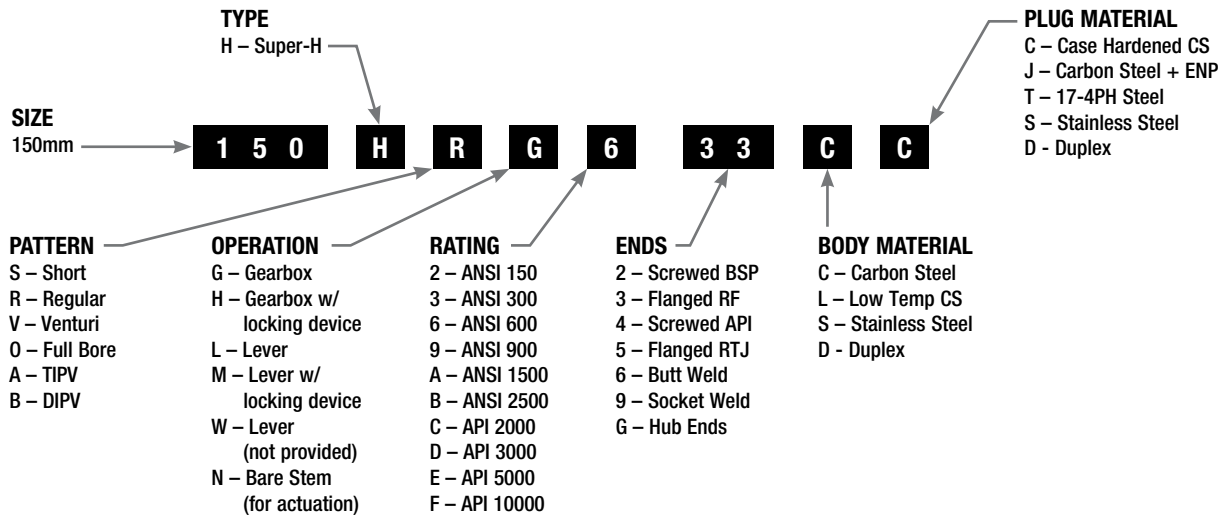 TYPE
H – Super-H
PLUG MATERIAL
C – Case Hardened CS
J – Carbon Steel + ENP
T – 17-4PH Steel
S – Stainless Steel
D - Duplex
SIZE
150mm
1 5 0 H R G 6 3 3 C C
PATTERN
S – Short
R – Regular
V – Venturi
O – Full Bore
A – TIPV
B – DIPV
OPERATION
G – Gearbox
H – Gearbox w/
locking device
L – Lever
M – Lever w/
locking device
W – Lever
(not provided)
N – Bare Stem
(for actuation)
RATING
2 – ANSI 150
3 – ANSI 300
6 – ANSI 600
9 – ANSI 900
A – ANSI 1500
B – ANSI 2500
C – API 2000
D – API 3000
E – API 5000
F – API 10000
ENDS
2 – Screwed BSP
3 – Flanged RF
4 – Screwed API
5 – Flanged RTJ
6 – Butt Weld
9 – Socket Weld
G – Hub Ends
BODY MATERIAL
C – Carbon Steel
L – Low Temp CS
S – Stainless Steel
D - Duplex